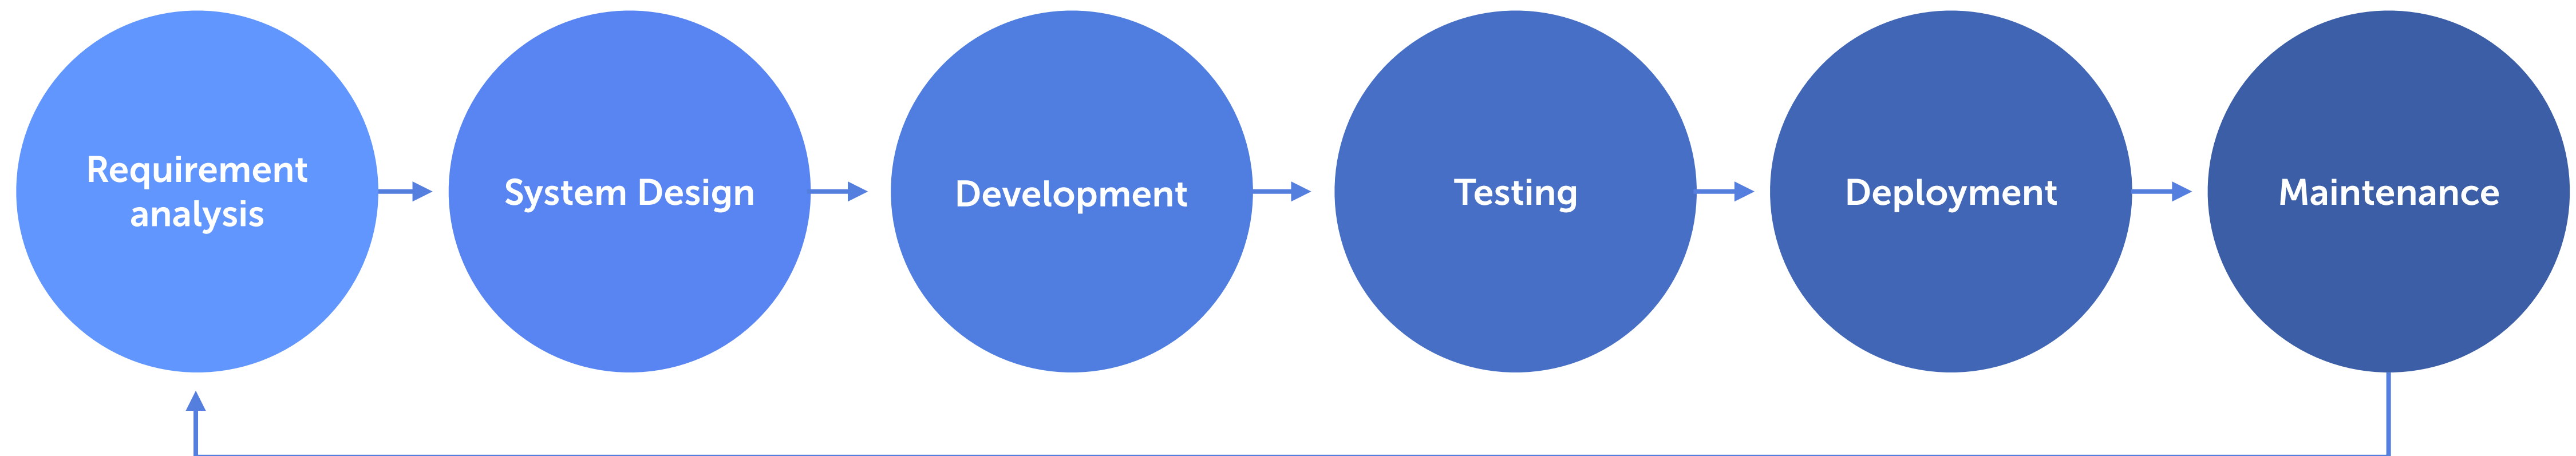 Requirement
analysis
System Design
Development
Testing
Deployment
Maintenance